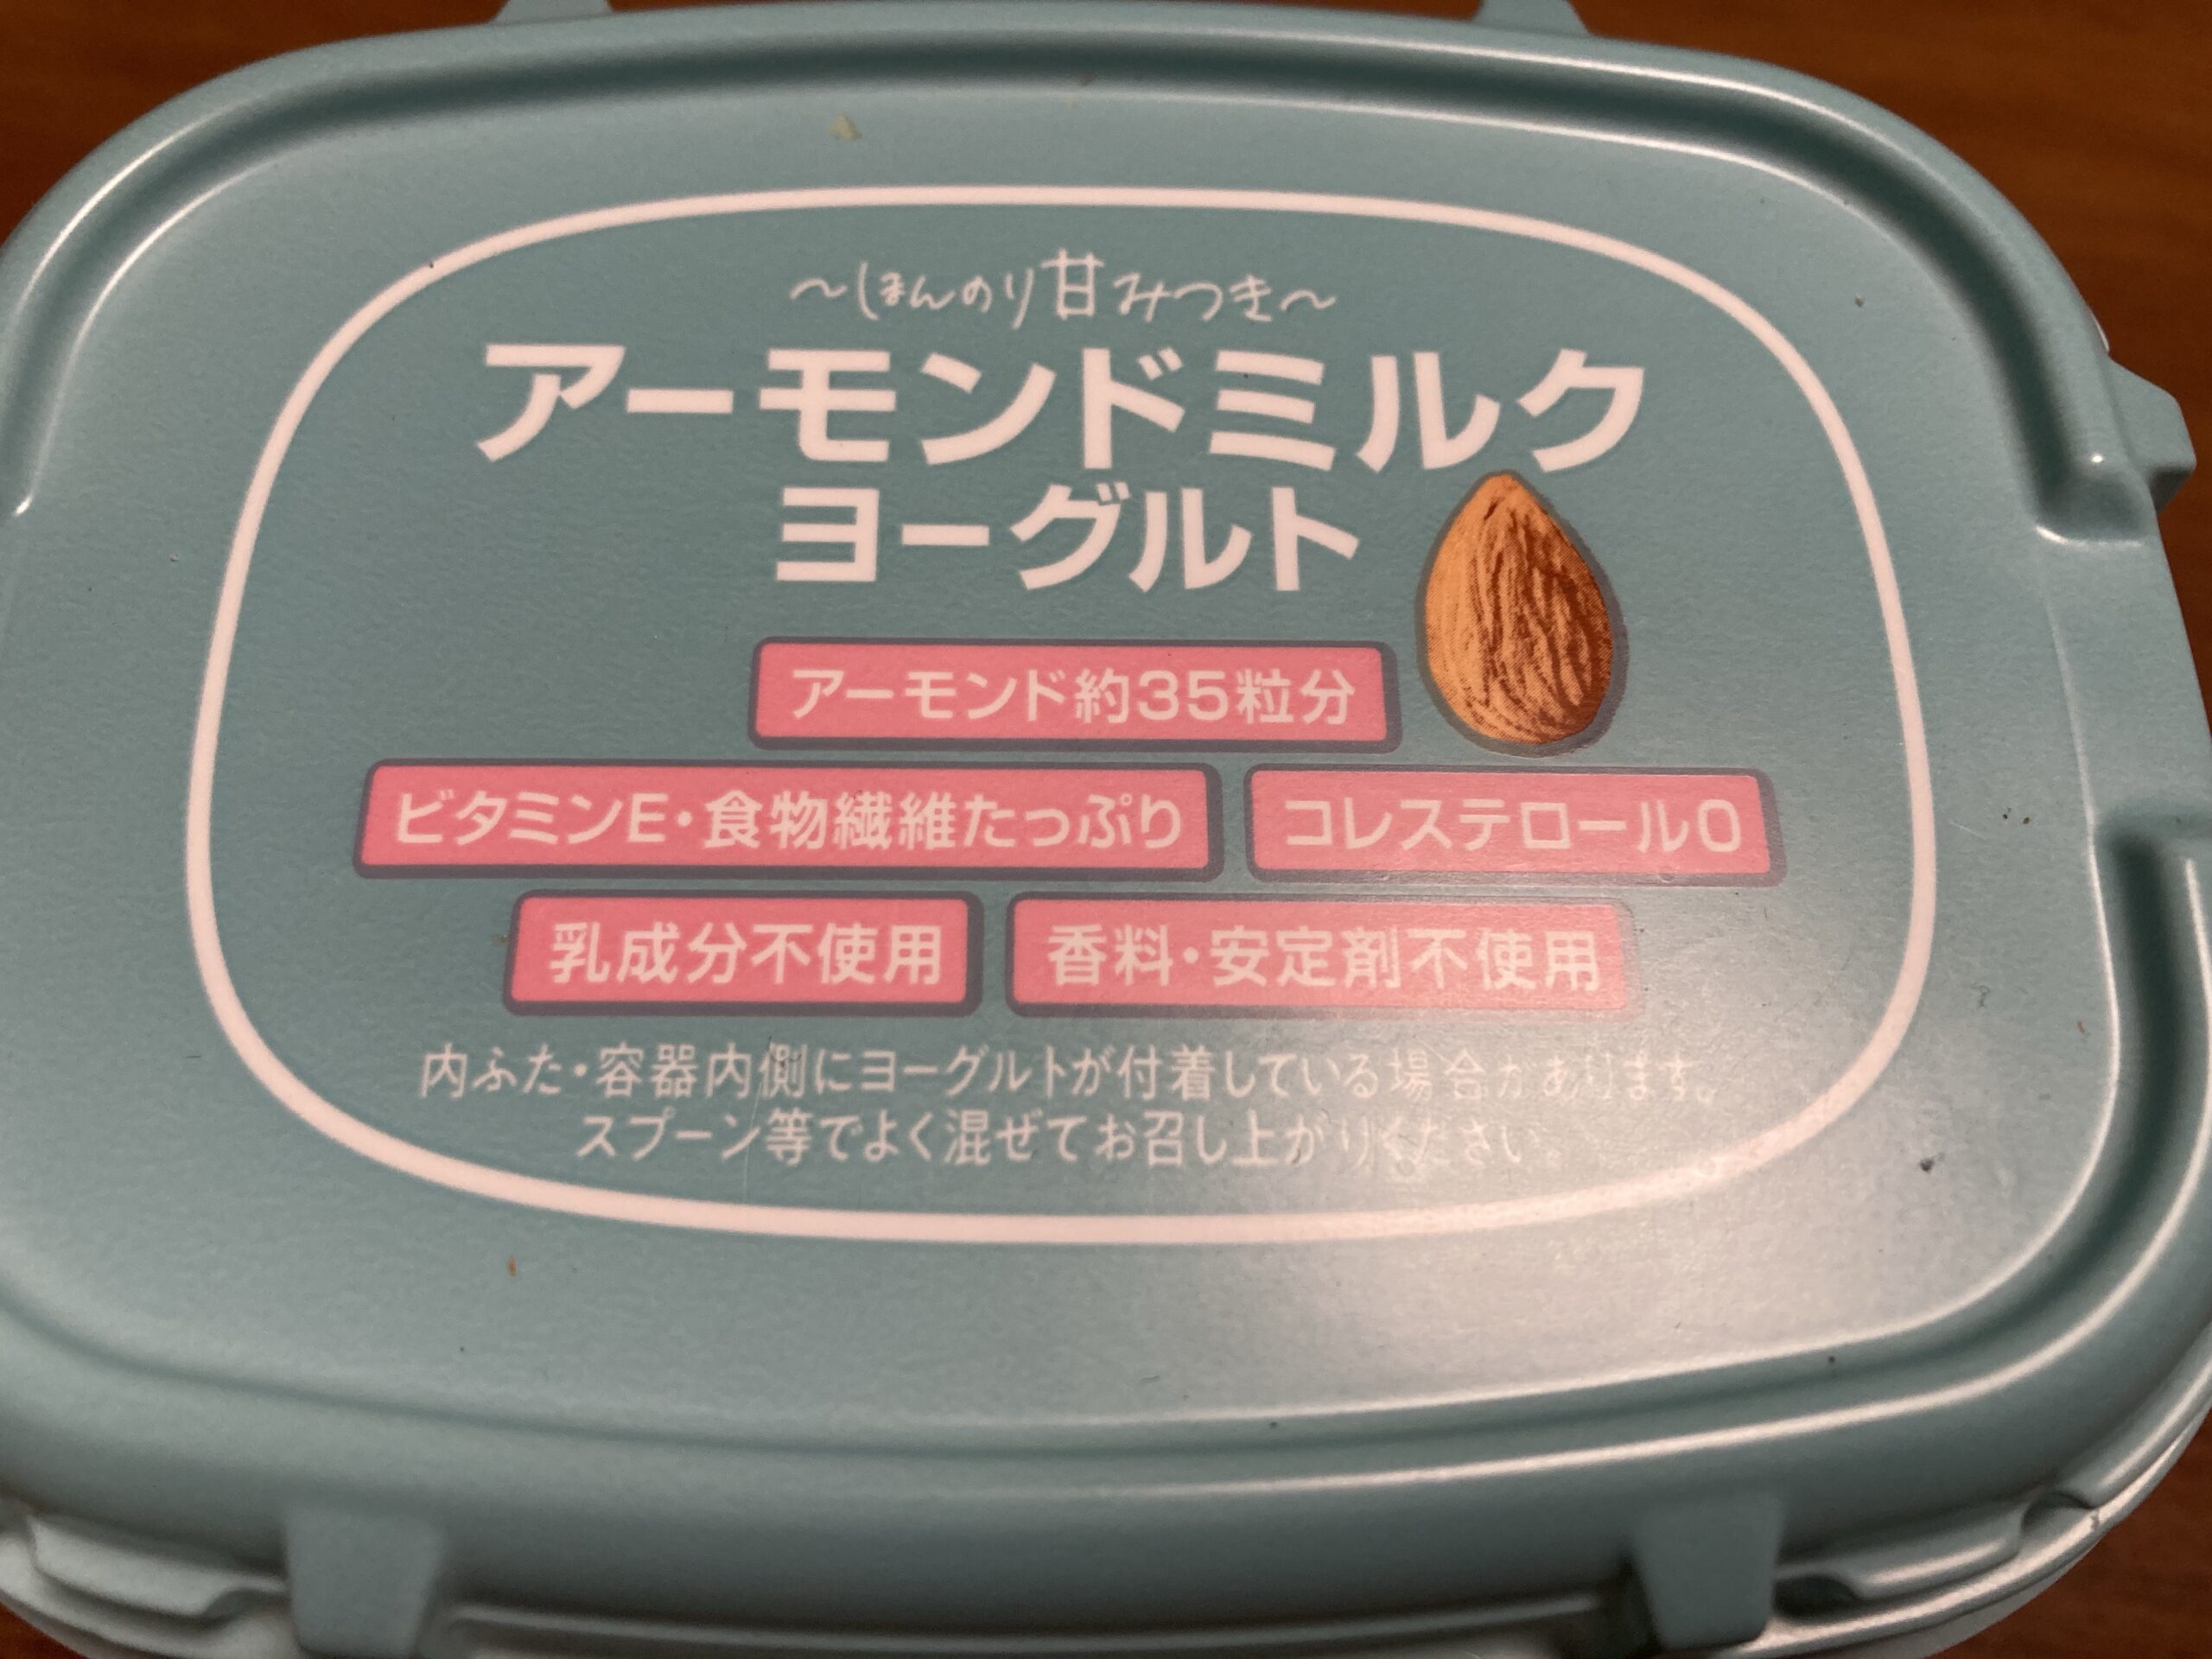 ~ほんのり甘みつき~
アーモンドミルク
ヨーグルト
アーモンド約35粒分
ビタミンE・食物繊維たっぷり
コレステロール0
乳成分不使用
香料・安定剤不使用
内ふた・容器内側にヨーグルトが付着している場合があります。
スプーン等でよく混ぜてお召し上がりください。